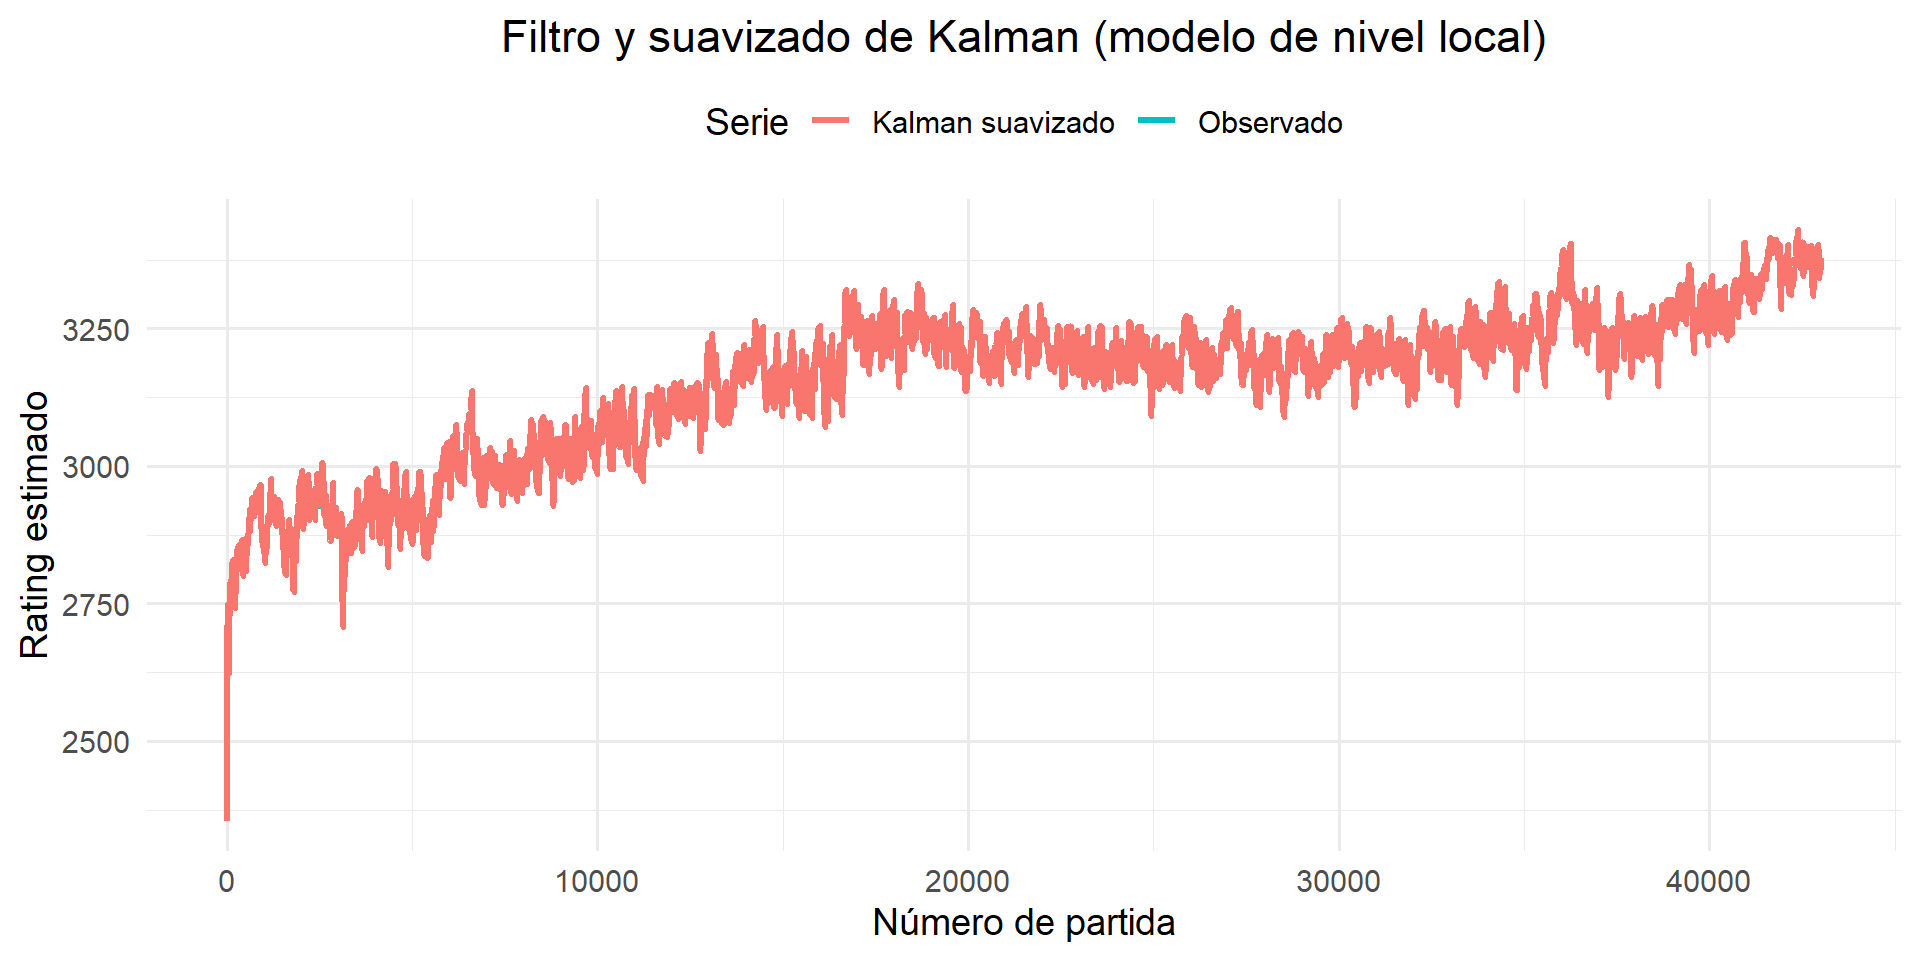 Filtro y suavizado de Kalman (modelo de nivel local)
Serie Kalman suavizado Observado
Rating estimado
3250
3000
2750
2500
0 10000 20000 30000 40000
Número de partida